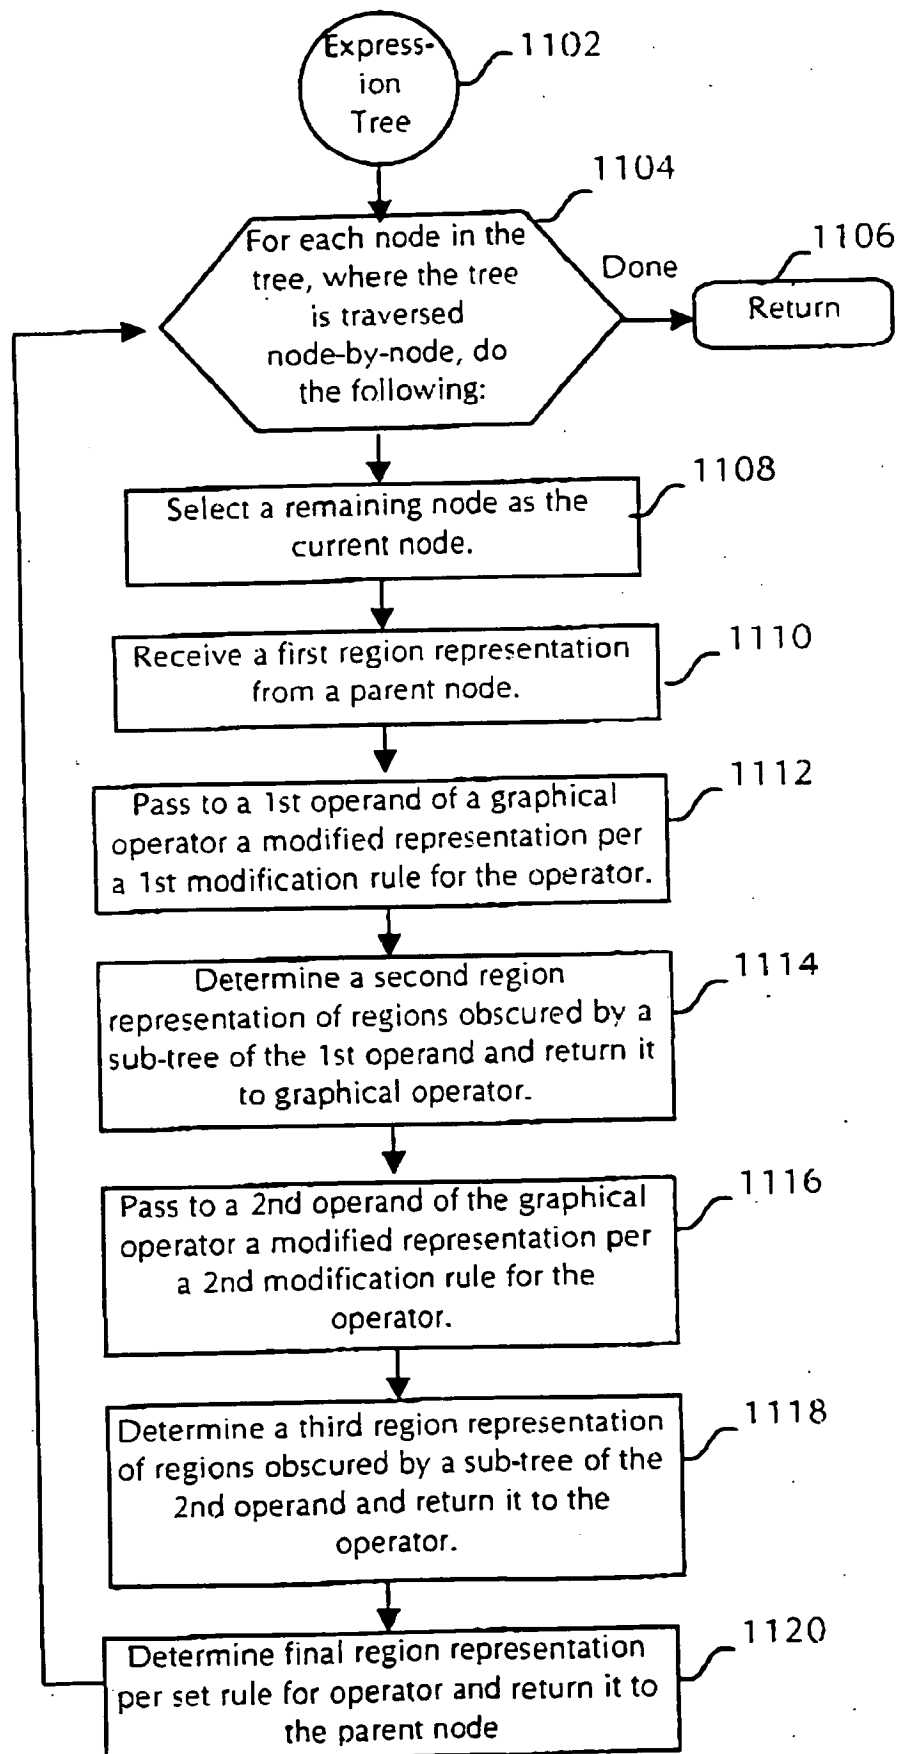 Express-
ion
Tree
1102
1104
For each node in the
tree, where the tree
is traversed
node-by-node, do
the following:
Done
1106
Return
1108
Select a remaining node as the
current node.
1110
Receive a first region representation
from a parent node.
1112
Pass to a 1st operand of a graphical
operator a modified representation per
a 1st modification rule for the operator.
1114
Determine a second region
representation of regions obscured by a
sub-tree of the 1st operand and return it
to graphical operator.
1116
Pass to a 2nd operand of the graphical
operator a modified representation per
a 2nd modification rule for the
operator.
1118
Determine a third region representation
of regions obscured by a sub-tree of the
2nd operand and return it to the
operator.
1120
Determine final region representation
per set rule for operator and return it to
the parent node